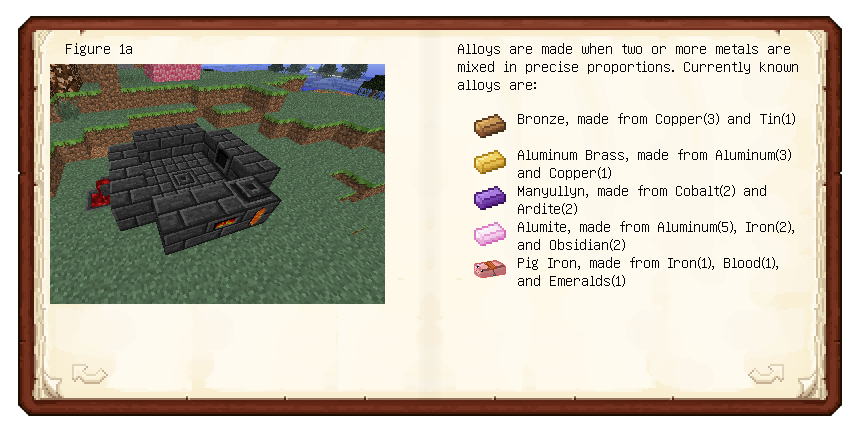 Figure 1a
Alloys are made when two or more metals are
mixed in precise proportions. Currently known
alloys are:
Bronze, made from Copper(3) and Tin(1)
Aluminum Brass, made from Aluminum(3)
and Copper(1)
Manyullyn, made from Cobalt(2) and
Ardite(2)
Alumite, made from Aluminum(5), Iron(2),
and Obsidian(2)
Pig Iron, made from Iron(1), Blood(1),
and Emeralds(1)